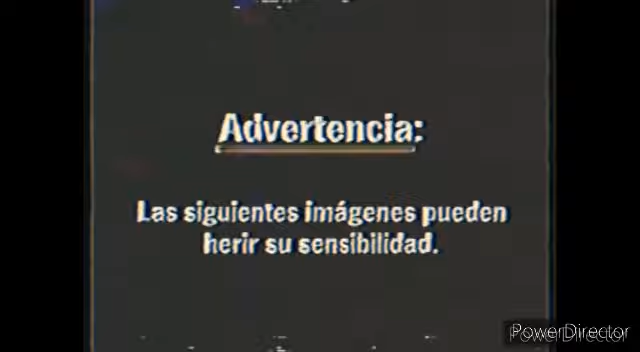 Advertencia:
Las siguientes imágenes pueden
herir su sensibilidad.
PowerDirector